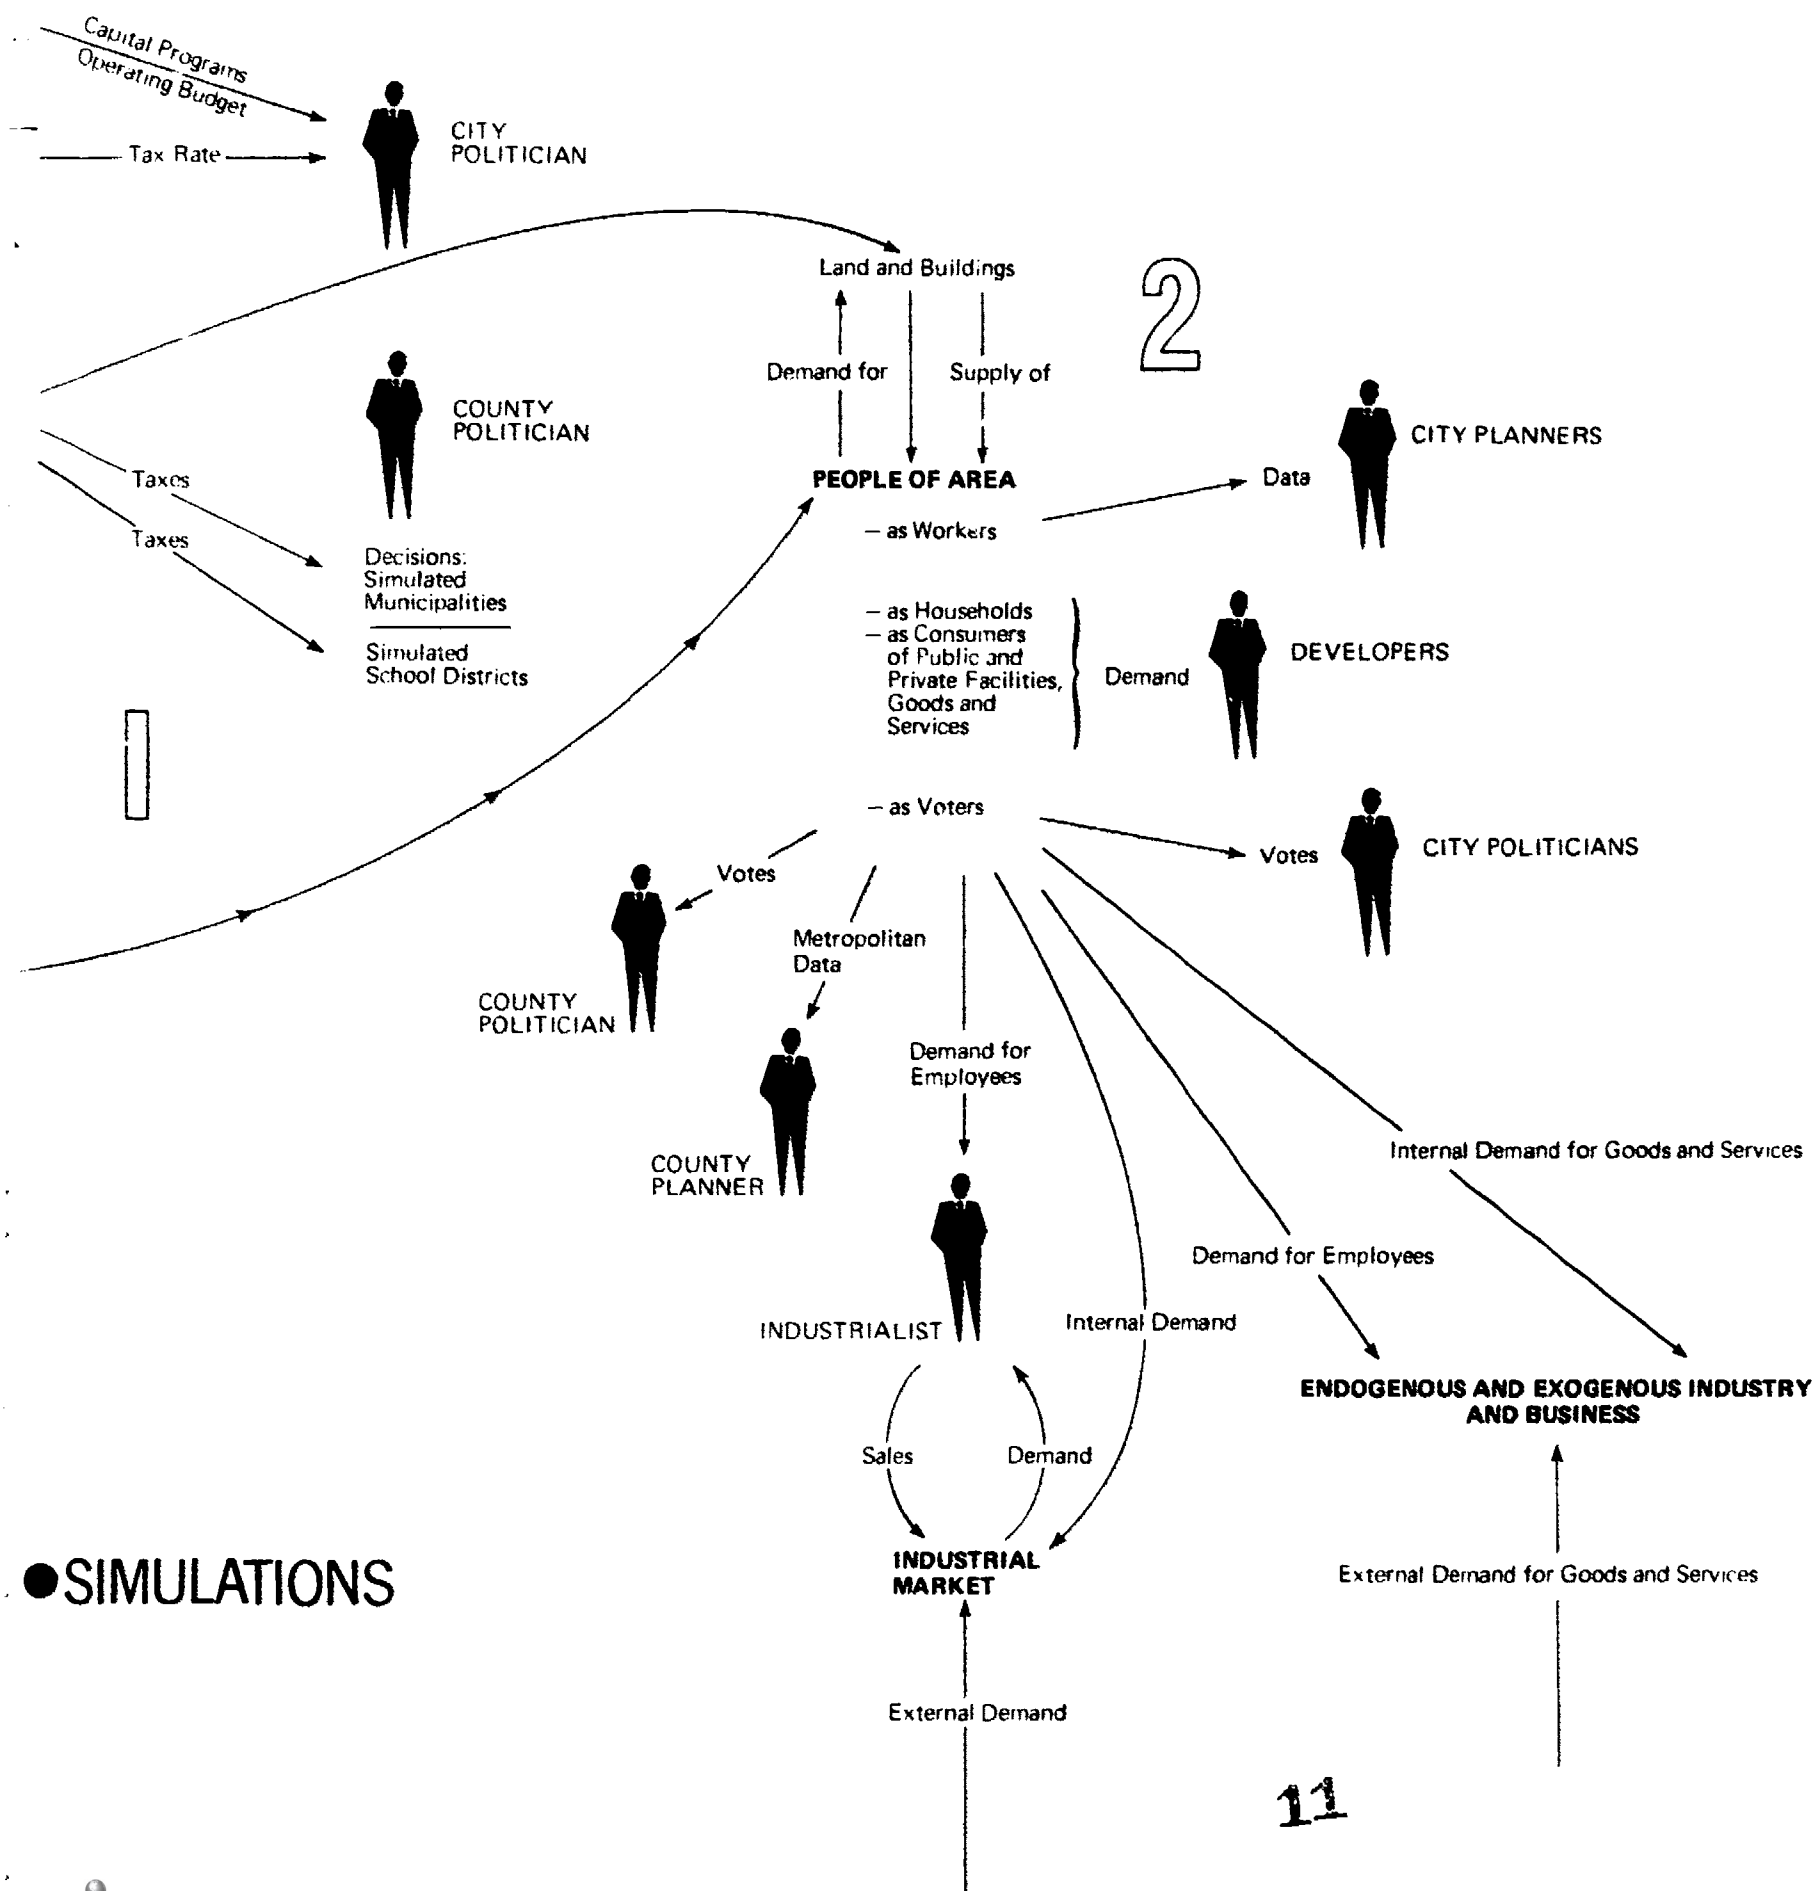 Capital Programs
Operating Budget
CITY
POLITICIAN
Tax Rate
Land and Buildings
2
Demand for
Supply of
COUNTY
POLITICIAN
CITY PLANNERS
Taxes
PEOPLE OF AREA
Data
— as Workers
Taxes
Decisions:
Simulated
Municipalities
Simulated
School Districts
— as Households
— as Consumers
of Public and
Private Facilities,
Goods and
Services
Demand
DEVELOPERS
— as Voters
Votes
CITY POLITICIANS
Votes
Metropolitan
Data
COUNTY
POLITICIAN
Demand for
Employees
COUNTY
PLANNER
Internal Demand for Goods and Services
Demand for Employees
INDUSTRIALIST
Internal Demand
ENDOGENOUS AND EXOGENOUS INDUSTRY
AND BUSINESS
Sales
Demand
●SIMULATIONS
INDUSTRIAL
MARKET
External Demand for Goods and Services
External Demand
11